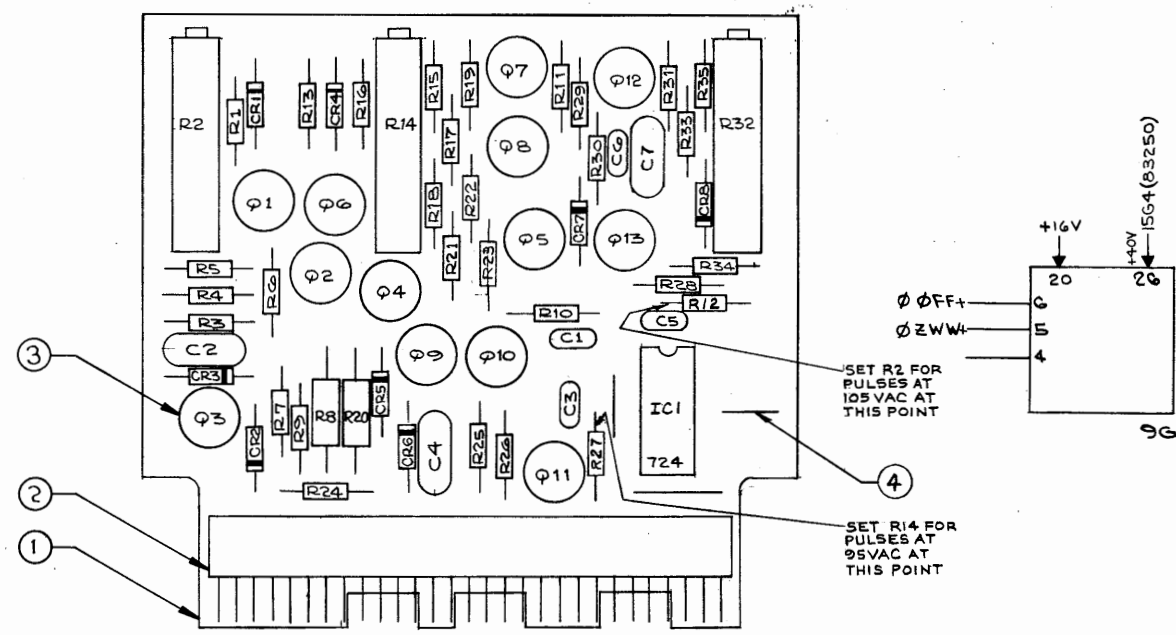 R2
R1
CR1
R13
CR4
R16
R14
R15
R19
Q7
R11
R29
Q12
R31
R35
R33
R32
R17
Q8
R30
C6
C7
Q1
Q6
R18
R22
CR7
CR8
Q5
Q13
R21
R23
R5
R4
R3
R6
Q2
Q4
R34
R28
R12
C5
R10
C1
C2
CR3
Q9
Q10
3
Q3
R7
R9
R8
R20
CR5
CR2
CR6
C4
R25
R26
C3
Q11
R27
IC1
724
R24
4
2
1
SET R2 FOR
PULSES AT
105 VAC AT
THIS POINT
SET R14 FOR
PULSES AT
95VAC AT
THIS POINT
+16V
+40V
15G4(83250)
20
26
ØØFF+
6
ØZWW+
5
4
9G